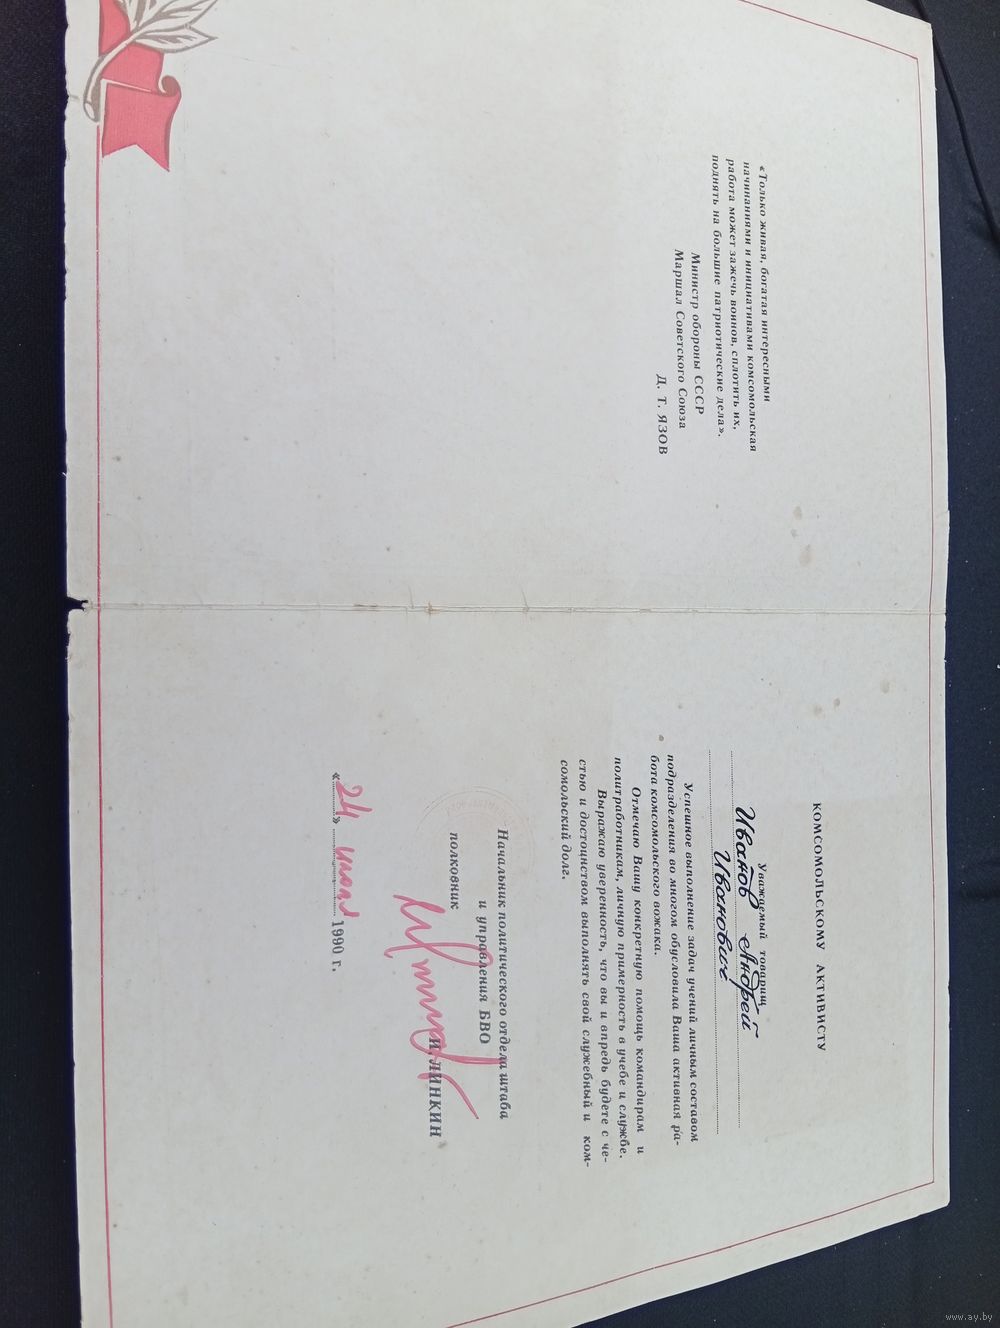 «Только живая, богатая интересными
начинаниями и инициативами комсомольская
работа может зажечь воинов, сплотить их,
поднять на большие патриотические дела».
Министр обороны СССР
Маршал Советского Союза
Д. Т. ЯЗОВ
КОМСОМОЛЬСКОМУ АКТИВИСТУ
Уважаемый товарищ
Иванов Андрей
Иванович
Успешное выполнение задач учений личным составом
подразделения во многом обусловила Ваша активная ра-
бота комсомольского вожака.
Отмечаю Вашу конкретную помощь командирам и
политработникам, личную примерность в учебе и службе.
Выражаю уверенность, что вы и впредь будете с че-
стью и достоинством выполнять свой служебный и ком-
сомольский долг.
Начальник политического отдела штаба
и управления БВО
полковник
И. ЛИНКИН
«24» июля 1990 г.
www.ay.by